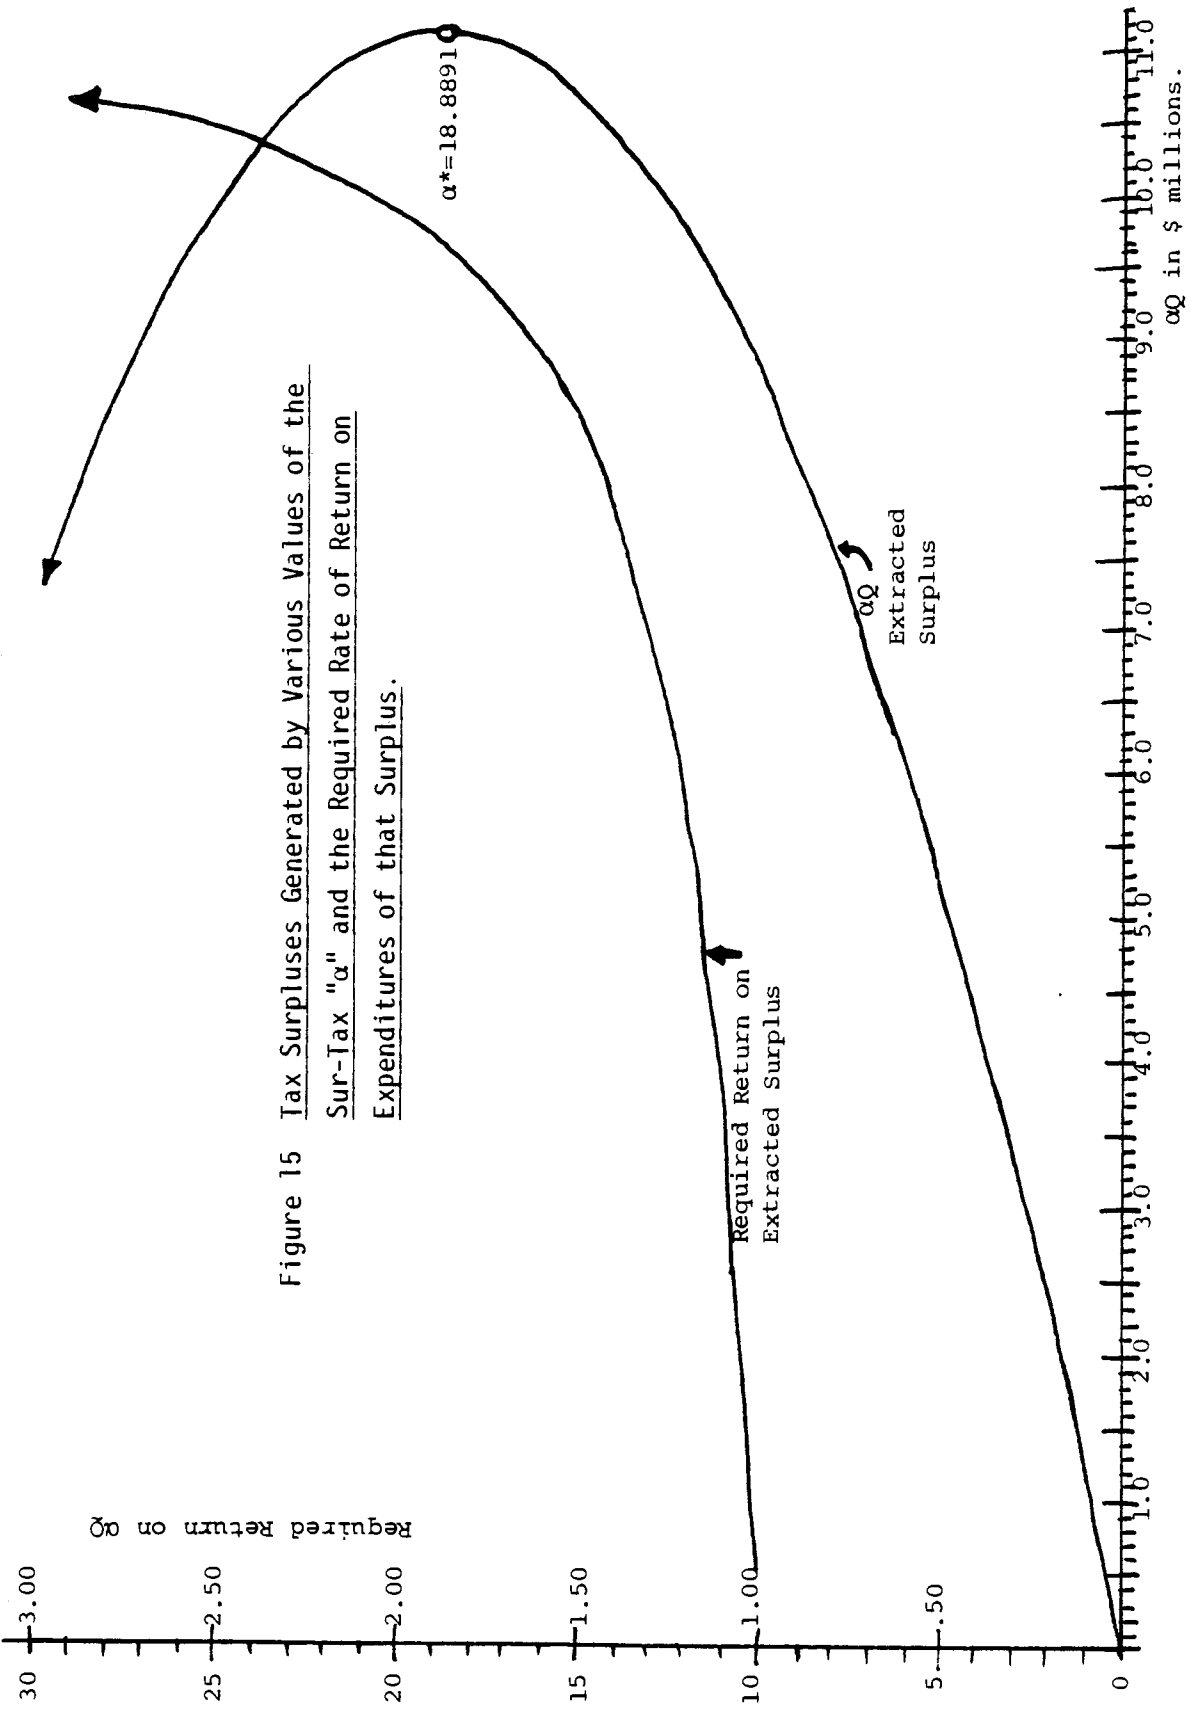 Figure 15 Tax Surpluses Generated by Various Values of the
Sur-Tax "α" and the Required Rate of Return on
Expenditures of that Surplus.
Required Return on αQ
30
25
20
15
10
5
0
3.00
2.50
2.00
1.50
1.00
.50
α*=18.8891
αQ
Extracted
Surplus
Required Return on
Extracted Surplus
1.0
2.0
3.0
4.0
5.0
6.0
7.0
8.0
9.0
10.0
11.0
αQ in $ millions.